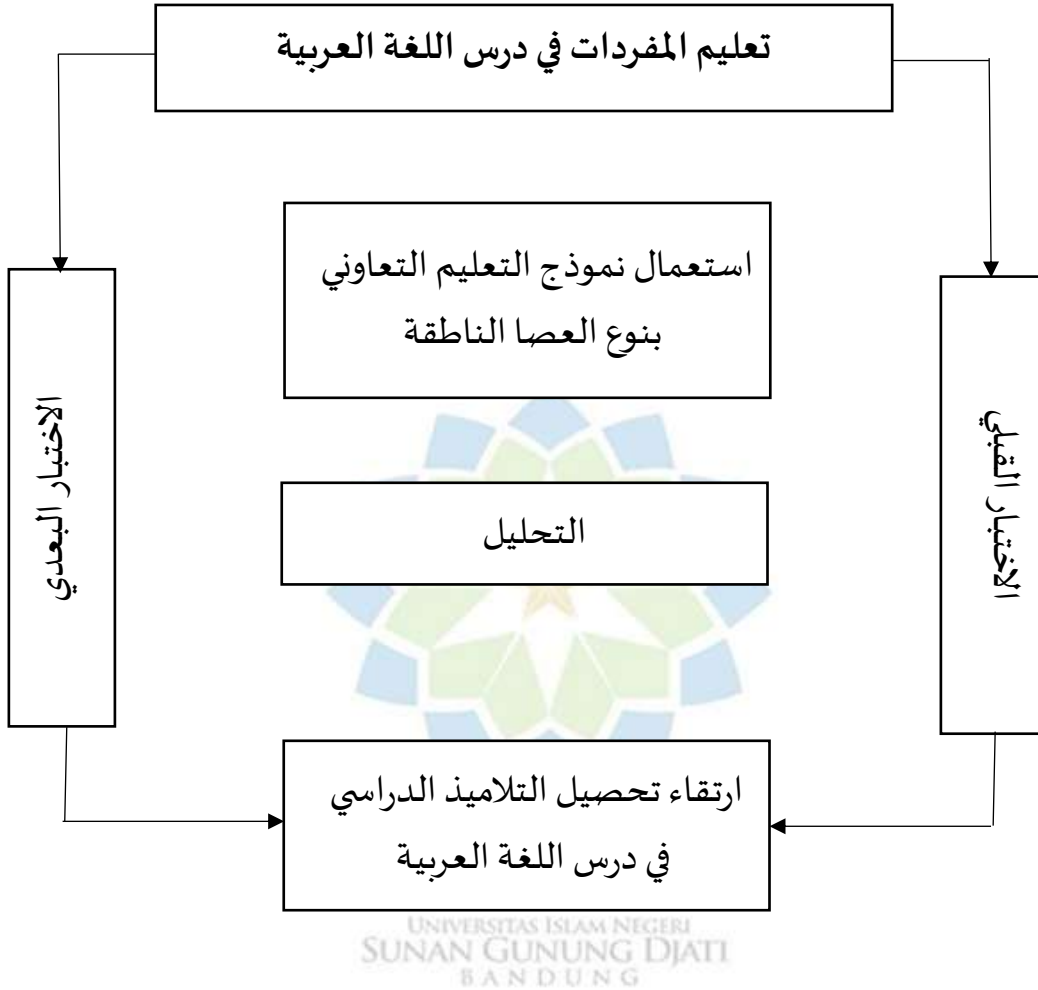 تعليم المفردات في درس اللغة العربية
استعمال نموذج التعليم التعاوني
بنوع العصا الناطقة
الاختبار القبلي
الاختبار البعدي
التحليل
ارتقاء تحصيل التلاميذ الدراسي
في درس اللغة العربية
UNIVERSITAS ISLAM NEGERI
SUNAN GUNUNG DJATI
BANDUNG